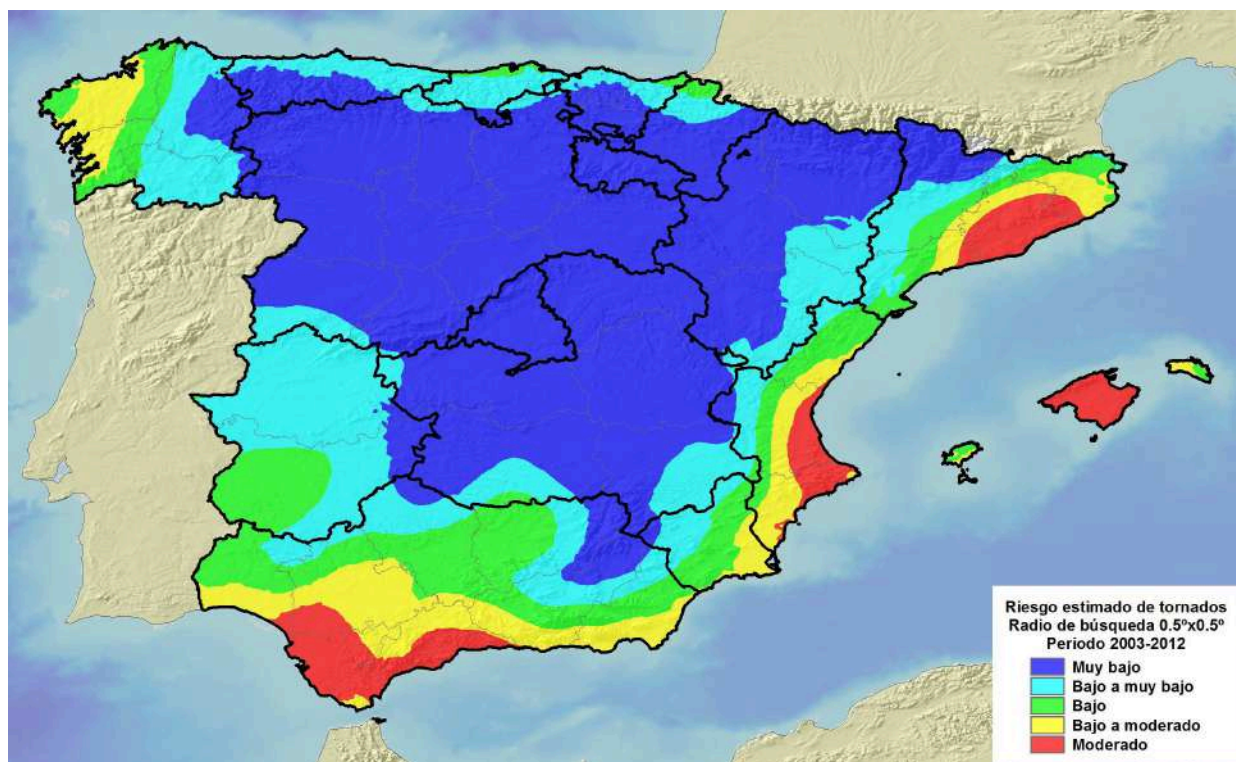 Riesgo estimado de tornados
Radio de búsqueda 0.5ºx0.5º
Periodo 2003-2012
Muy bajo
Bajo a muy bajo
Bajo
Bajo a moderado
Moderado